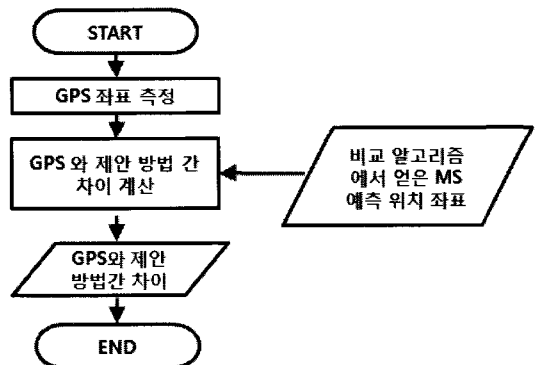 START
GPS 좌표 측정
GPS 와 제안 방법 간
차이 계산
비교 알고리즘
에서 얻은 MS
예측 위치 좌표
GPS와 제안
방법간 차이
END